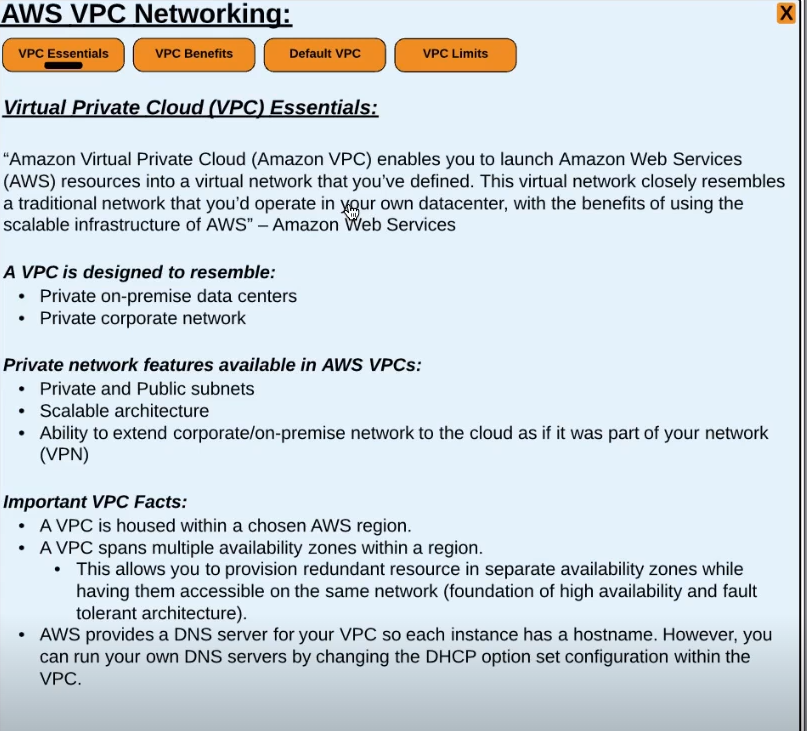 AWS VPC Networking:
X
VPC Essentials
VPC Benefits
Default VPC
VPC Limits
Virtual Private Cloud (VPC) Essentials:
“Amazon Virtual Private Cloud (Amazon VPC) enables you to launch Amazon Web Services
(AWS) resources into a virtual network that you’ve defined. This virtual network closely resembles
a traditional network that you’d operate in your own datacenter, with the benefits of using the
scalable infrastructure of AWS” – Amazon Web Services
A VPC is designed to resemble:
• Private on-premise data centers
• Private corporate network
Private network features available in AWS VPCs:
• Private and Public subnets
• Scalable architecture
• Ability to extend corporate/on-premise network to the cloud as if it was part of your network
(VPN)
Important VPC Facts:
• A VPC is housed within a chosen AWS region.
• A VPC spans multiple availability zones within a region.
• This allows you to provision redundant resource in separate availability zones while
having them accessible on the same network (foundation of high availability and fault
tolerant architecture).
• AWS provides a DNS server for your VPC so each instance has a hostname. However, you
can run your own DNS servers by changing the DHCP option set configuration within the
VPC.